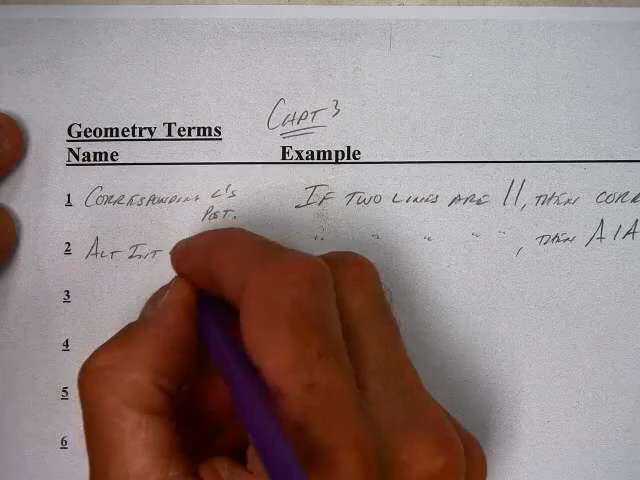 CHPT 3
Geometry Terms
Name Example
1 CORRESPONDING ∠'S IF TWO LINES ARE ||, THEN CORR
POST.
2 ALT INT " " " " " , THEN AIA
3
4
5
6